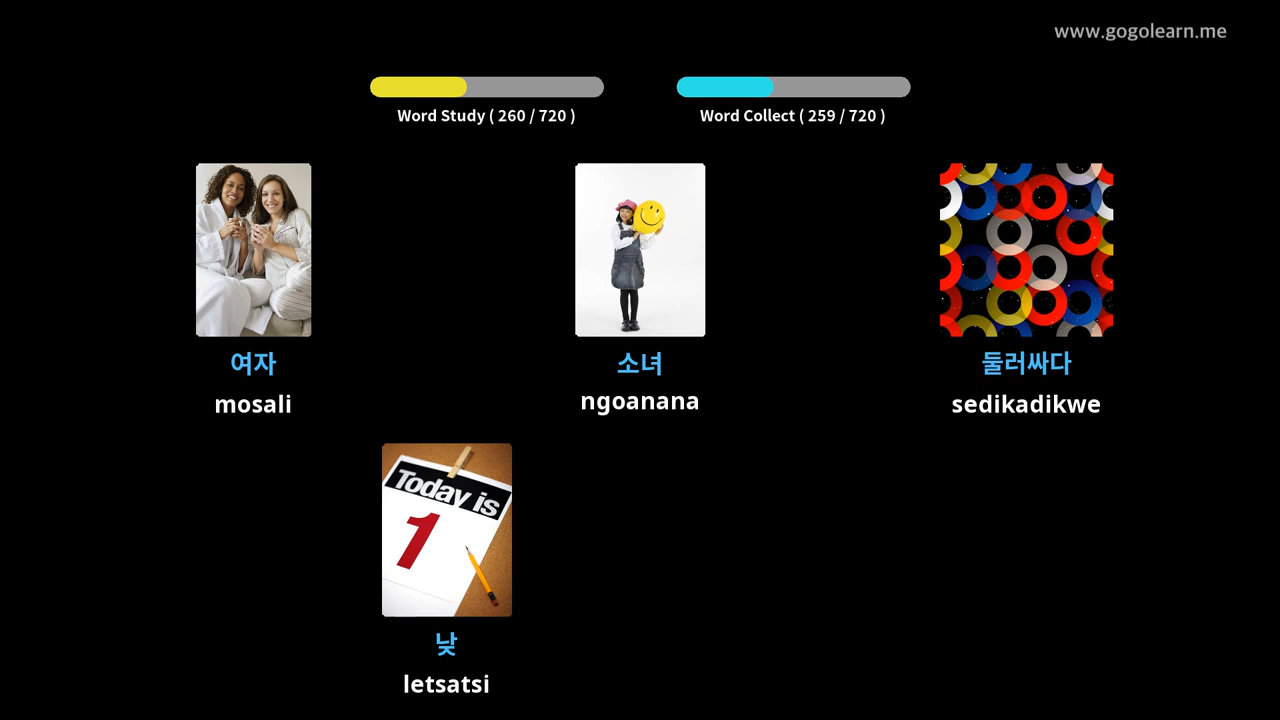 www.gogolearn.me
Word Study ( 260 / 720 )
Word Collect ( 259 / 720 )
여자
mosali
소녀
ngoanana
둘러싸다
sedikadikwe
Today is
1
낮
letsatsi